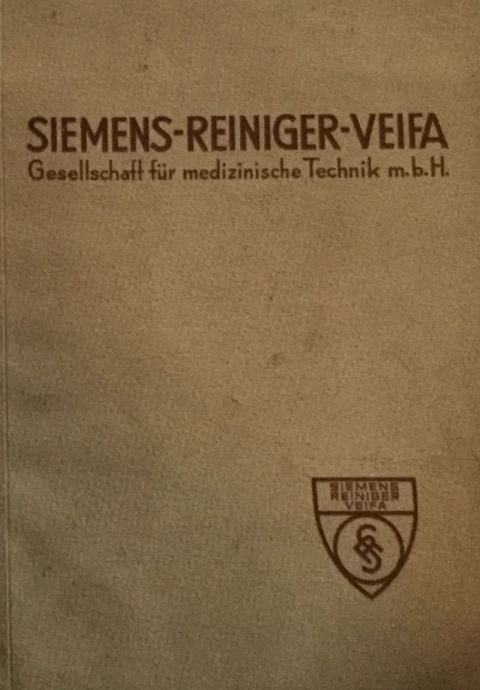 SIEMENS-REINIGER-VEIFA
Gesellschaft für medizinische Technik m.b.H.
SIEMENS
REINIGER
VEIFA